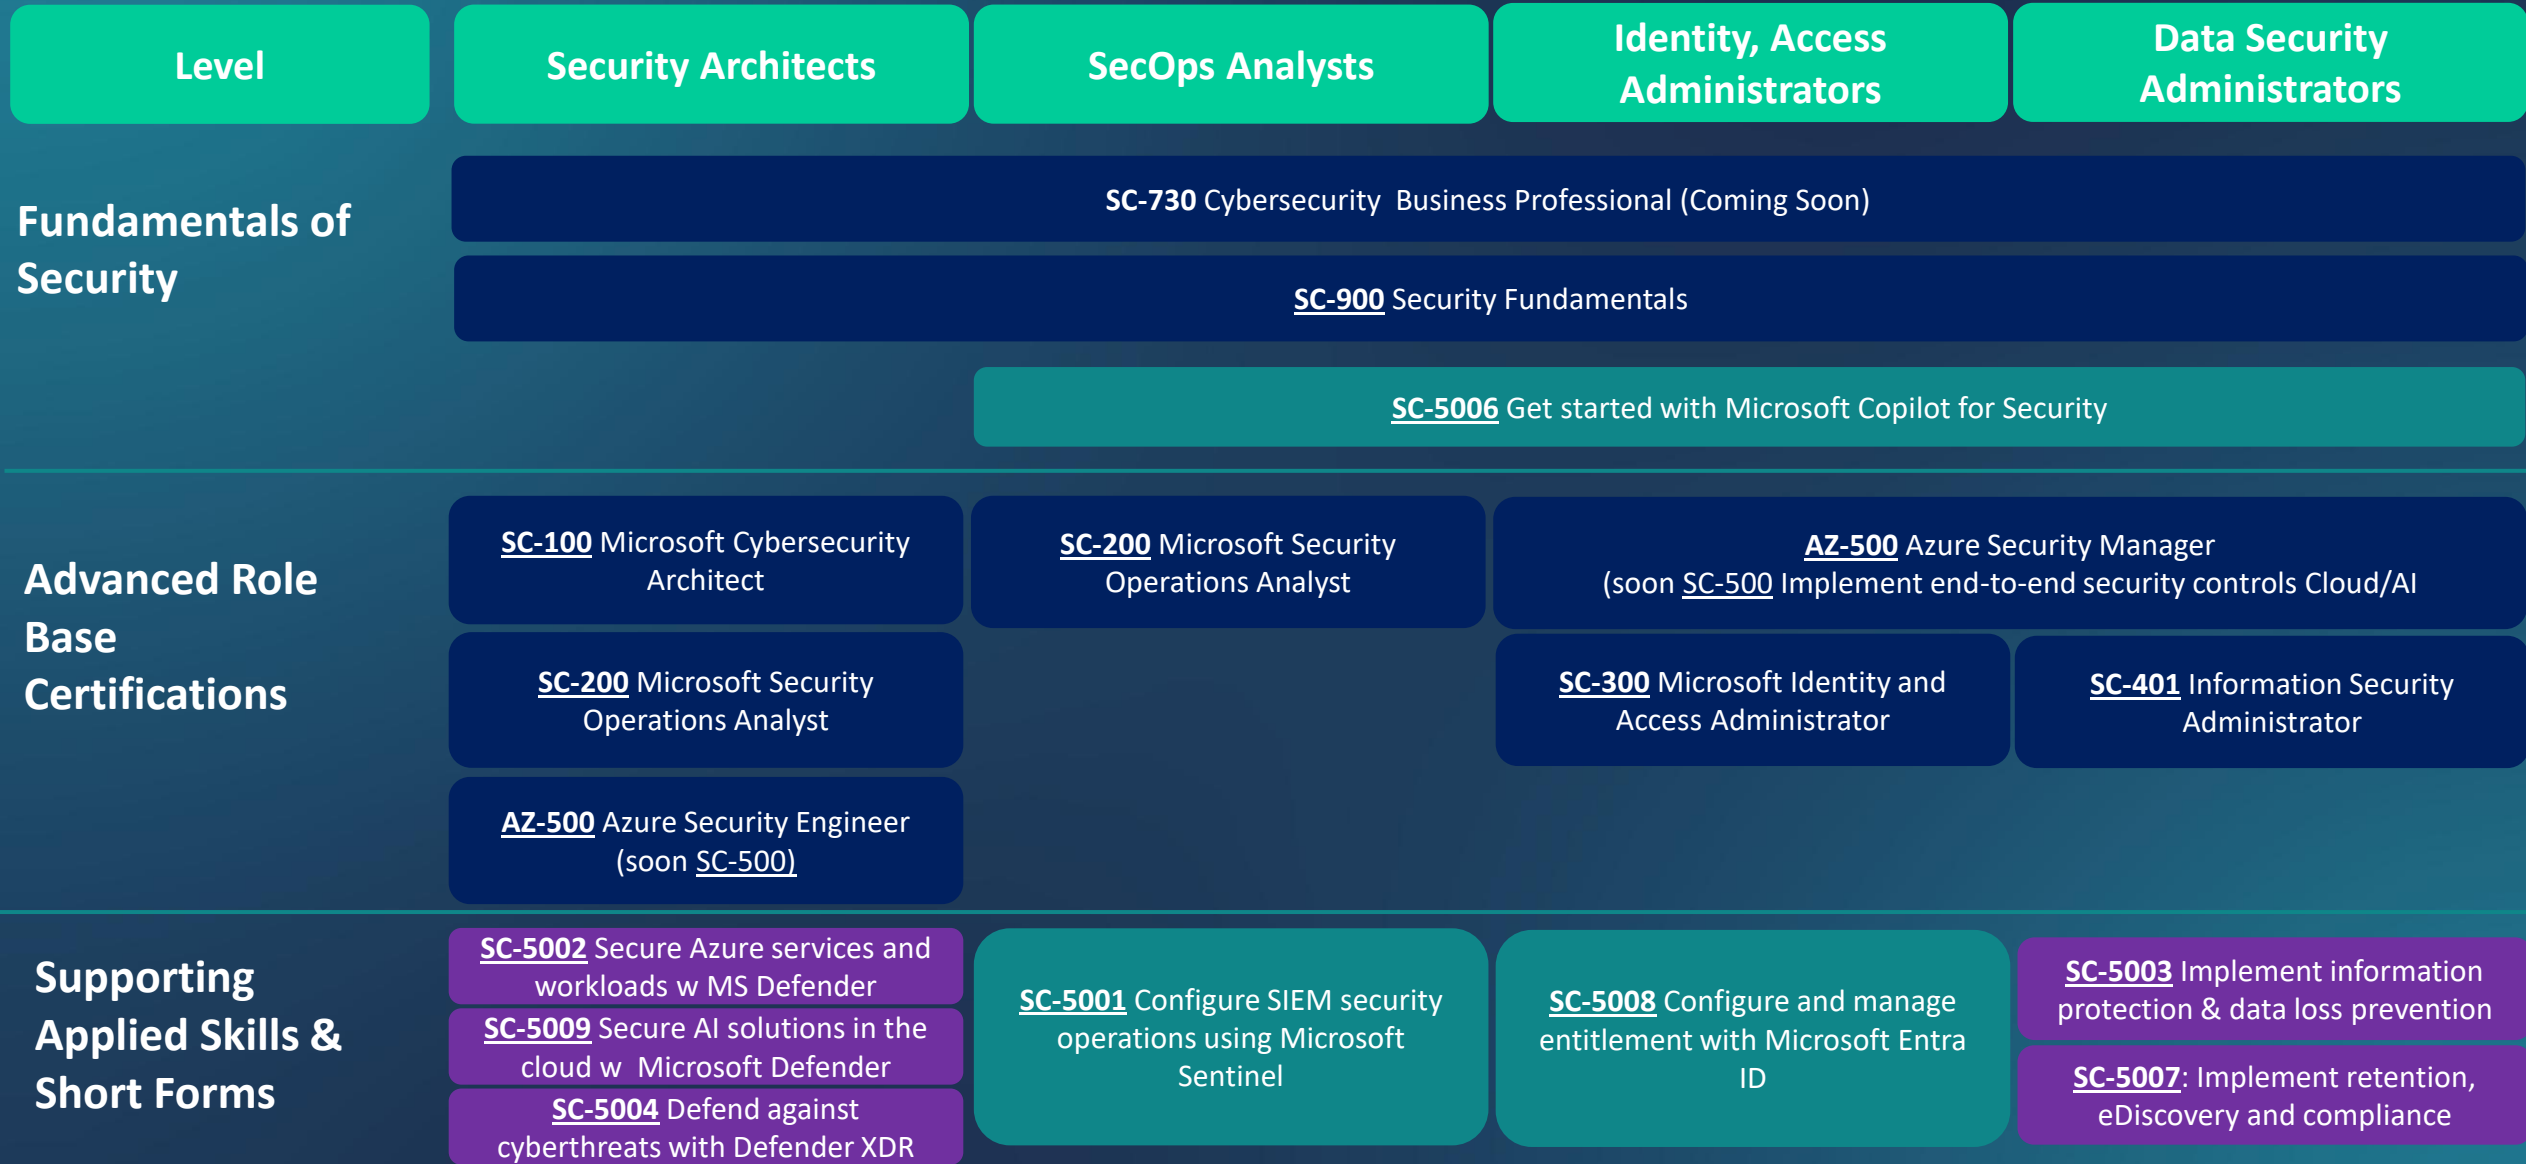 Level
Security Architects
SecOps Analysts
Identity, Access
Administrators
Data Security
Administrators
Fundamentals of
Security
SC-730 Cybersecurity  Business Professional (Coming Soon)
SC-900 Security Fundamentals
SC-5006 Get started with Microsoft Copilot for Security
Advanced Role
Base
Certifications
SC-100 Microsoft Cybersecurity
Architect
SC-200 Microsoft Security
Operations Analyst
AZ-500 Azure Security Engineer
(soon SC-500)
SC-200 Microsoft Security
Operations Analyst
AZ-500 Azure Security Manager
(soon SC-500 Implement end-to-end security controls Cloud/AI
SC-300 Microsoft Identity and
Access Administrator
SC-401 Information Security
Administrator
Supporting
Applied Skills &
Short Forms
SC-5002 Secure Azure services and
workloads w MS Defender
SC-5009 Secure AI solutions in the
cloud w  Microsoft Defender
SC-5004 Defend against
cyberthreats with Defender XDR
SC-5001 Configure SIEM security
operations using Microsoft
Sentinel
SC-5008 Configure and manage
entitlement with Microsoft Entra
ID
SC-5003 Implement information
protection & data loss prevention
SC-5007: Implement retention,
eDiscovery and compliance